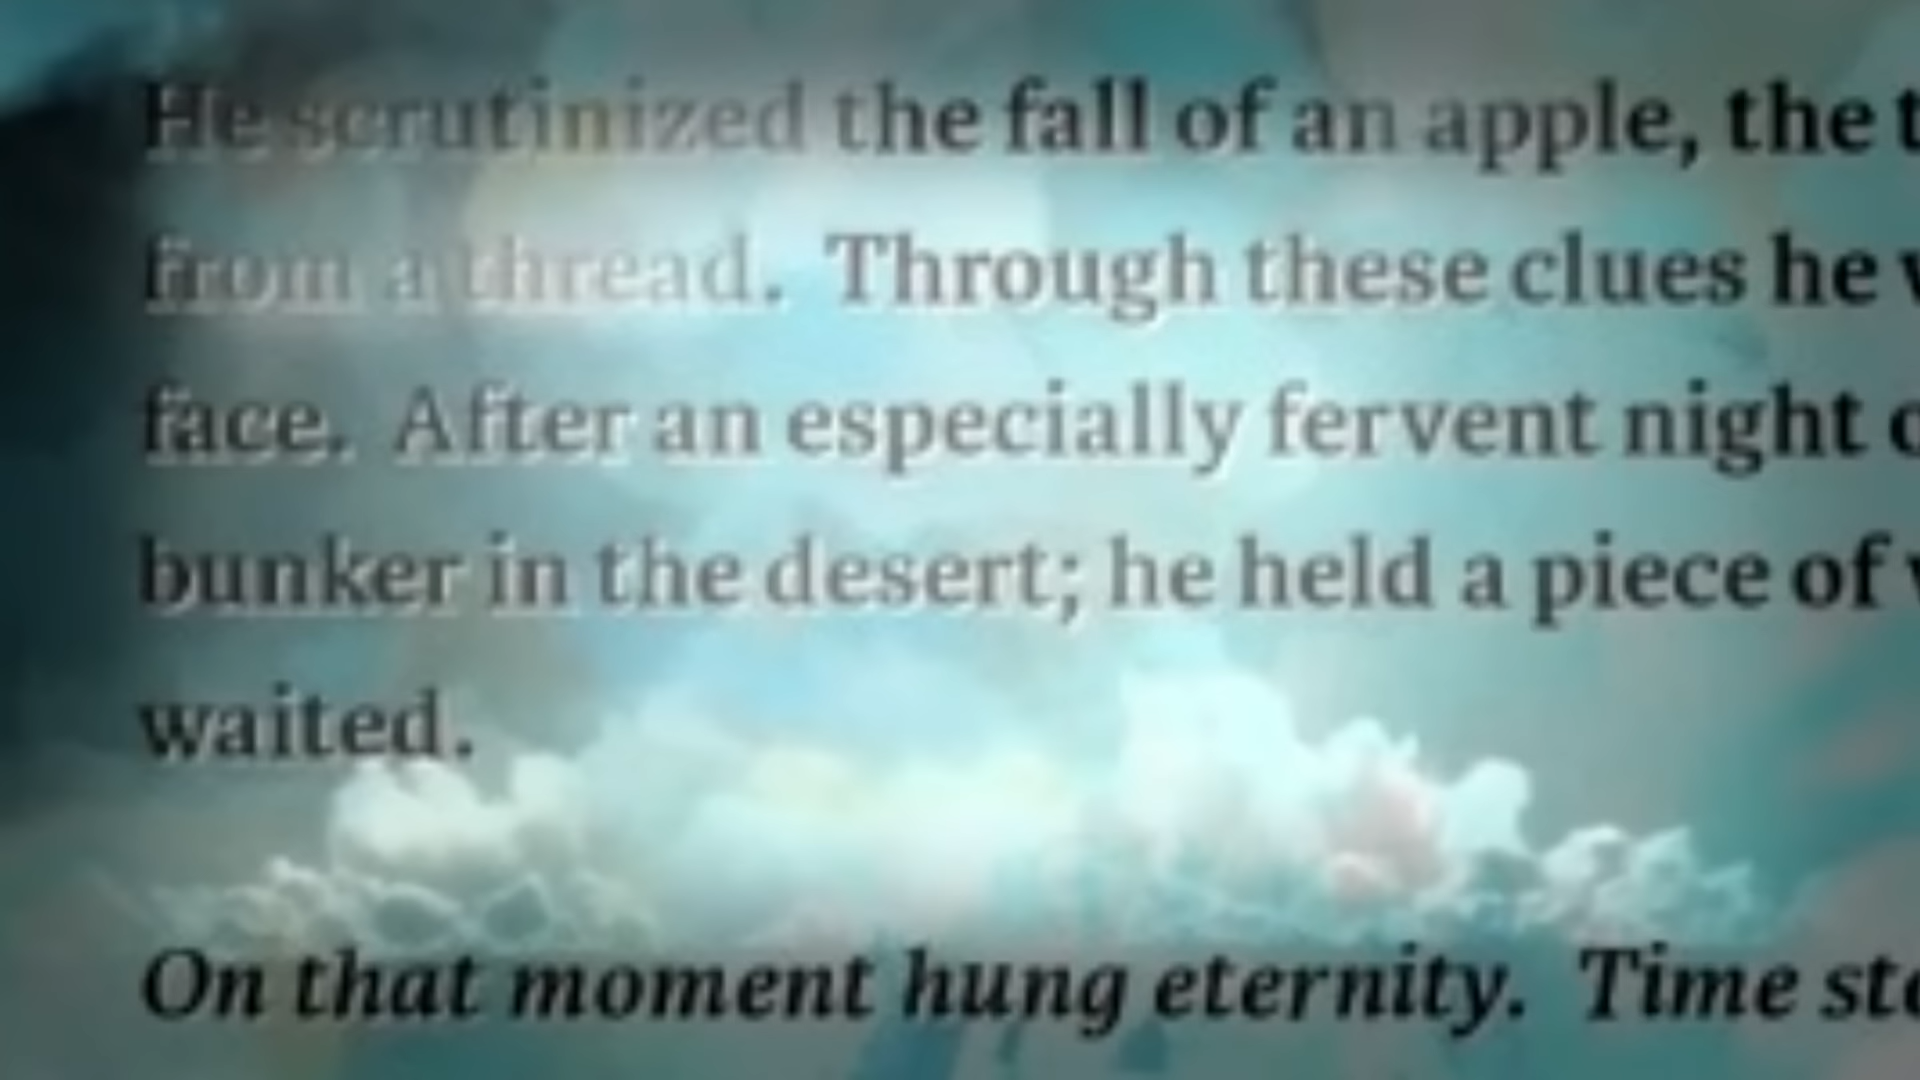 He scrutinized the fall of an apple, the
from a thread. Through these clues he
face. After an especially fervent night
bunker in the desert; he held a piece of
waited.
On that moment hung eternity. Time